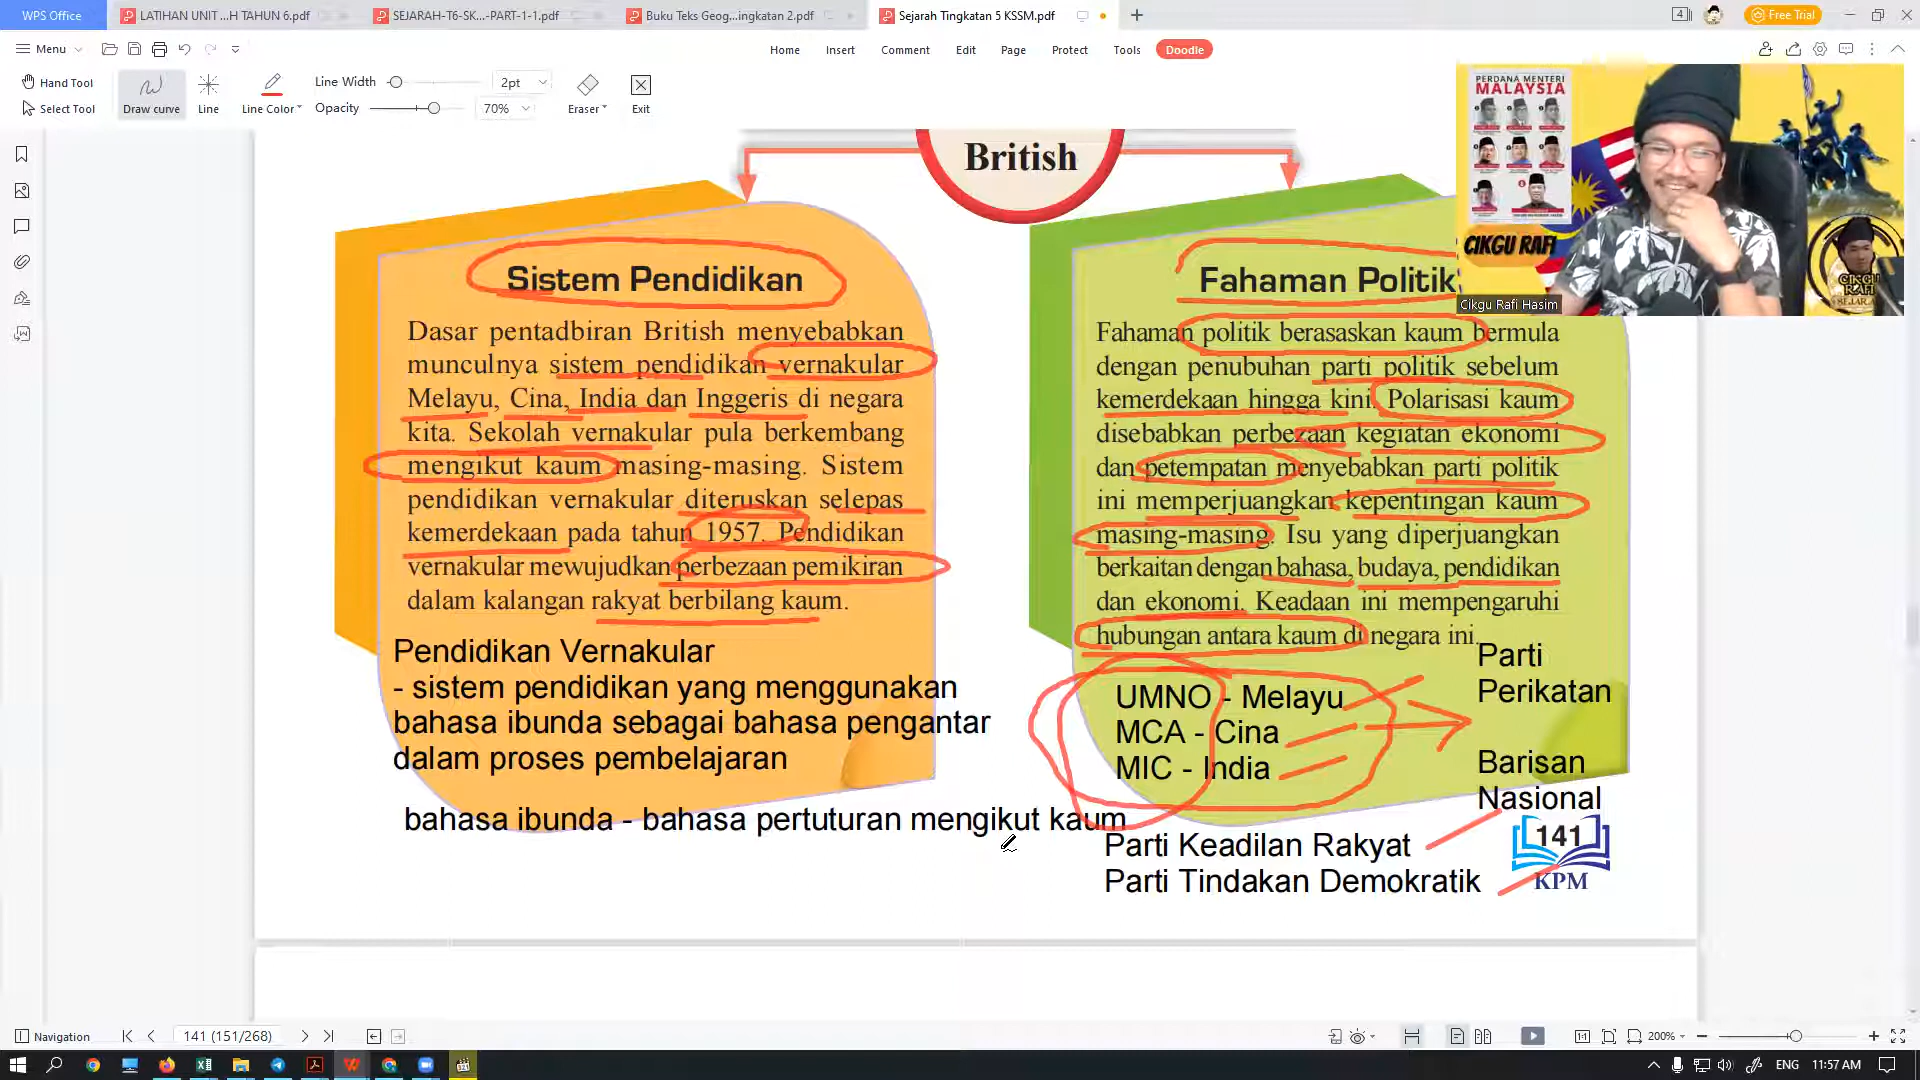 WPS Office
LATIHAN UNIT ...H TAHUN 6.pdf
SEJARAH-T6-SK...-PART-1-1.pdf
Buku Teks Geog...ingkatan 2.pdf
Sejarah Tingkatan 5 KSSM.pdf
4
Free Trial
Menu
Home
Insert
Comment
Edit
Page
Protect
Tools
Doodle
Hand Tool
Select Tool
Draw curve
Line
Line Color
Line Width
2pt
Opacity
70%
Eraser
Exit
PERDANA MENTERI
MALAYSIA
CIKGU RAFI
Cikgu Rafi Hasim
CIKGU
RAFI
British
Sistem Pendidikan
Dasar pentadbiran British menyebabkan
munculnya sistem pendidikan vernakular
Melayu, Cina, India dan Inggeris di negara
kita. Sekolah vernakular pula berkembang
mengikut kaum masing-masing. Sistem
pendidikan vernakular diteruskan selepas
kemerdekaan pada tahun 1957. Pendidikan
vernakular mewujudkan perbezaan pemikiran
dalam kalangan rakyat berbilang kaum.
Pendidikan Vernakular
- sistem pendidikan yang menggunakan
bahasa ibunda sebagai bahasa pengantar
dalam proses pembelajaran
bahasa ibunda - bahasa pertuturan mengikut kaum
Fahaman Politik
Fahaman politik berasaskan kaum bermula
dengan penubuhan parti politik sebelum
kemerdekaan hingga kini. Polarisasi kaum
disebabkan perbezaan kegiatan ekonomi
dan petempatan menyebabkan parti politik
ini memperjuangkan kepentingan kaum
masing-masing. Isu yang diperjuangkan
berkaitan dengan bahasa, budaya, pendidikan
dan ekonomi. Keadaan ini mempengaruhi
hubungan antara kaum di negara ini.
UMNO - Melayu
MCA - Cina
MIC - India
Parti
Perikatan
Barisan
Nasional
Parti Keadilan Rakyat
Parti Tindakan Demokratik
141
KPM
Navigation
141 (151/268)
200%
ENG
11:57 AM